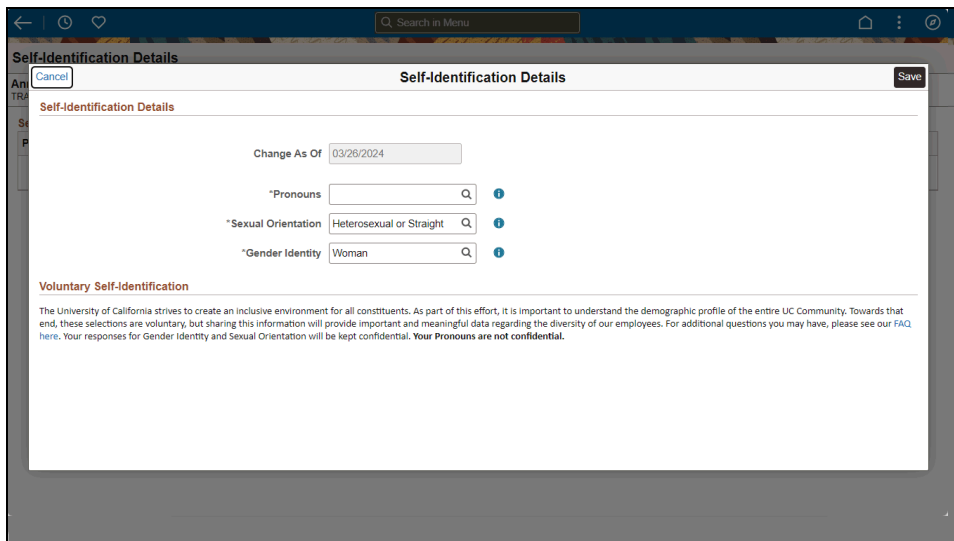 Search in Menu
Self-Identification Details
Cancel
Self-Identification Details
Save
An
TRA
Self-Identification Details
Se
P
Change As Of 03/26/2024
*Pronouns
*Sexual Orientation Heterosexual or Straight
*Gender Identity Woman
Voluntary Self-Identification
The University of California strives to create an inclusive environment for all constituents. As part of this effort, it is important to understand the demographic profile of the entire UC Community. Towards that
end, these selections are voluntary, but sharing this information will provide important and meaningful data regarding the diversity of our employees. For additional questions you may have, please see our FAQ
here. Your responses for Gender Identity and Sexual Orientation will be kept confidential. Your Pronouns are not confidential.